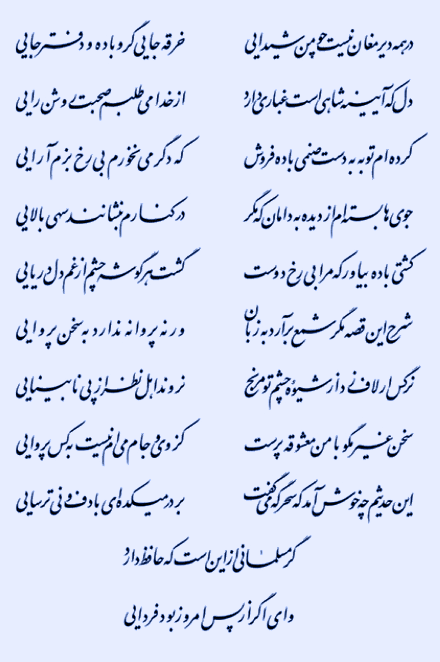 درهمه دیر مغان نیست چو من شیدایی خرقه جایی گرو باده و دفتر جایی
دل که آیینه شاهی است غباری دارد از خدا می طلبم صحبت روشن رایی
کرده ام توبه به دست صنمی باده فروش که دگر می نخورم بی رخ بزم آرایی
جوی ها بسته ام از دیده به دامان که مگر در کنارم بنشانند سهی بالایی
کشتی باده بیاور که مرا بی رخ دوست گشت هر گوشه چشم از غم دل دریایی
شرح این قصه مگر شمع برآرد به زبان ور نه پروانه ندارد به سخن پروایی
نرگس ار لاف زد از شیوه چشم تو مرنج نروند اهل نظر از پی نابینایی
سخن غیر مگو با من معشوقه پرست کز وی و جام می ام نیست به کس پروایی
این حدیثم چه خوش آمد که سحرگه می گفت بر در میکده ای با دف و نی ترسایی
گر مسلمانی از این است که حافظ دارد
وای اگر از پس امروز بود فردایی